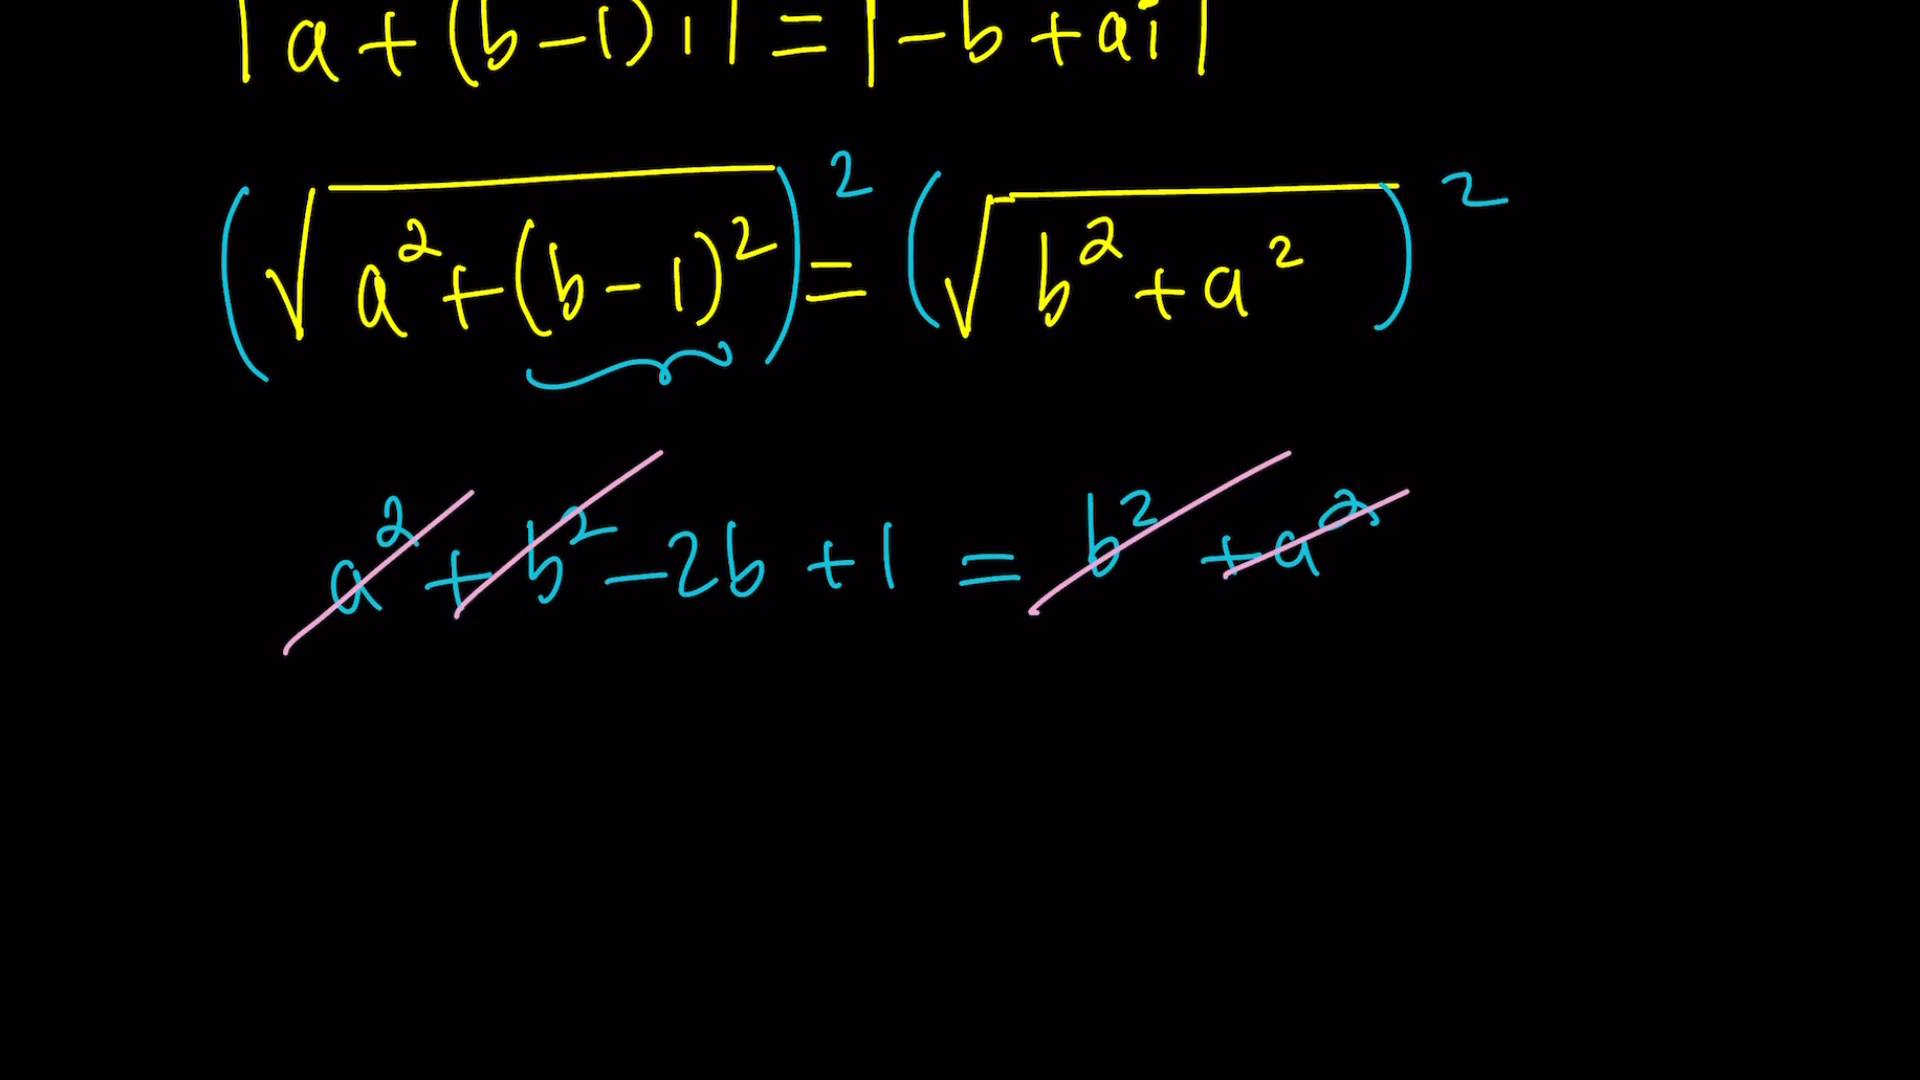 |a+(b-1)i|=|-b+ai|
(√(a²+(b-1)²))²=(√(b²+a²))²
a²+b²-2b+1=b²+a²